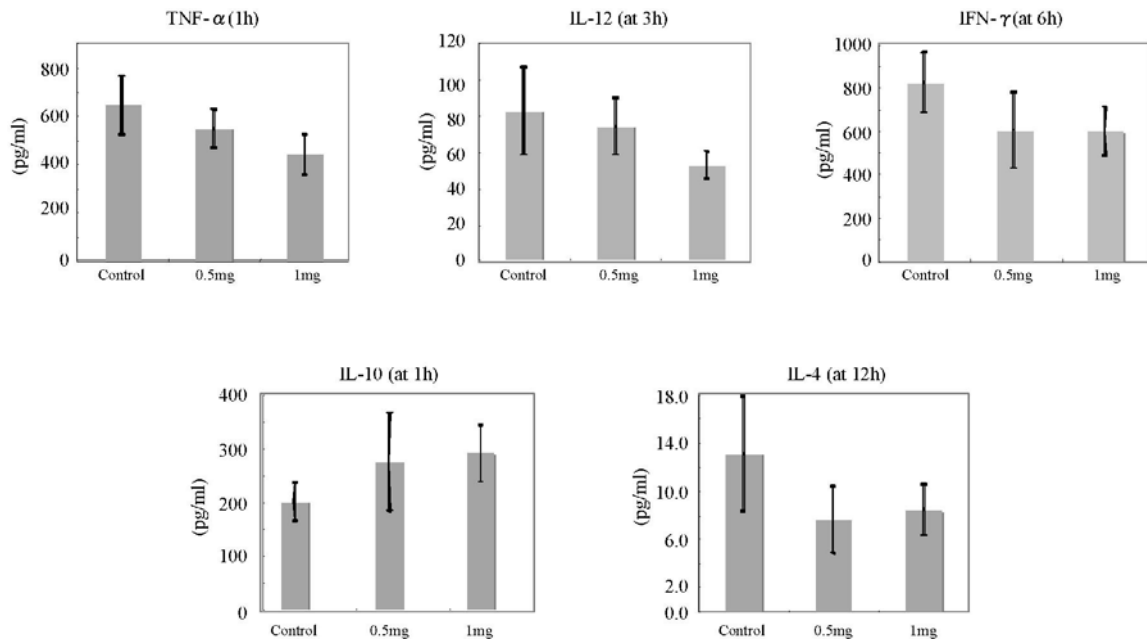 TNF- α (1h)
(pg/ml)
800
600
400
600
0
Control 0.5mg 1mg
IL-12 (at 3h)
(pg/ml)
120
100
80
60
40
20
0
Control 0.5mg 1mg
IFN- γ (at 6h)
(pg/ml)
1000
800
600
400
200
0
Control 0.5mg 1mg
IL-10 (at 1h)
(pg/ml)
400
300
200
100
0
Control 0.5mg 1mg
IL-4 (at 12h)
(pg/ml)
18.0
14.0
10.0
6.0
2.0
0.0
Control 0.5mg 1mg